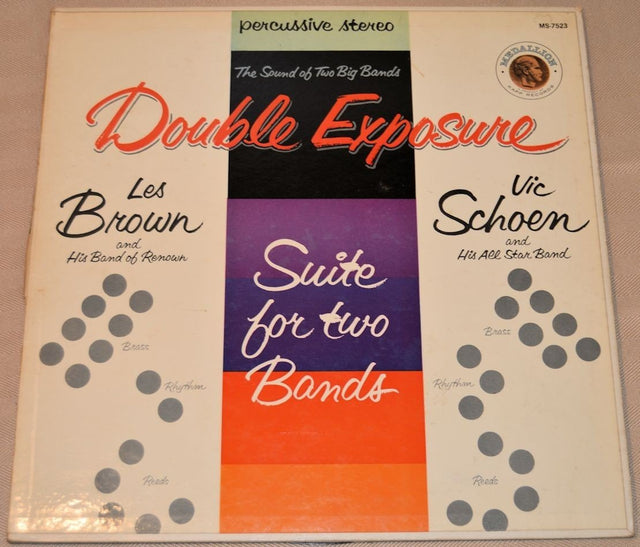 percussive stereo
MS-7523
MEDALLION
KAPP RECORDS
The Sound of Two Big Bands
Double Exposure
Les
Brown
and
His Band of Renown
Vic
Schoen
and
His All Star Band
Suite
for two
Bands
Brass
Rhythm
Reeds
Brass
Rhythm
Reeds